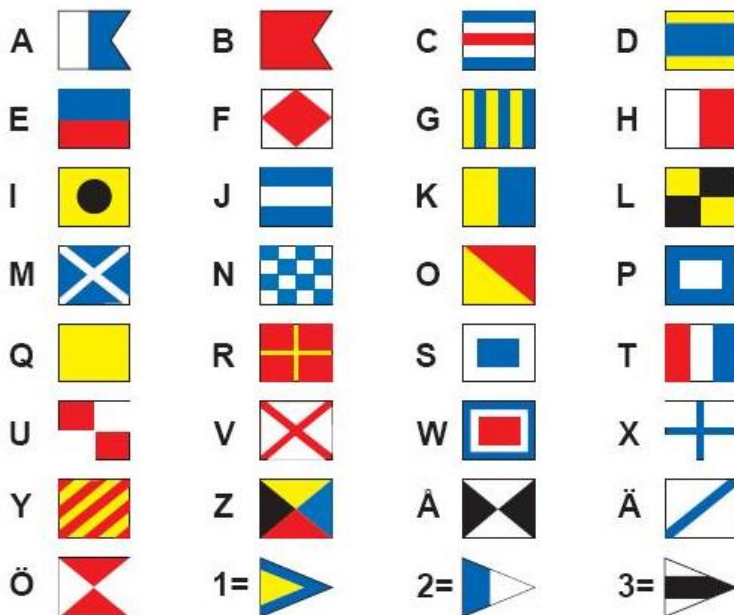 A B C D
E F G H
I J K L
M N O P
Q R S T
U V W X
Y Z Å Ä
Ö 1= 2= 3=